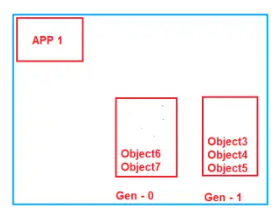 APP 1
Object6
Object7
Object3
Object4
Object5
Gen - 0
Gen - 1